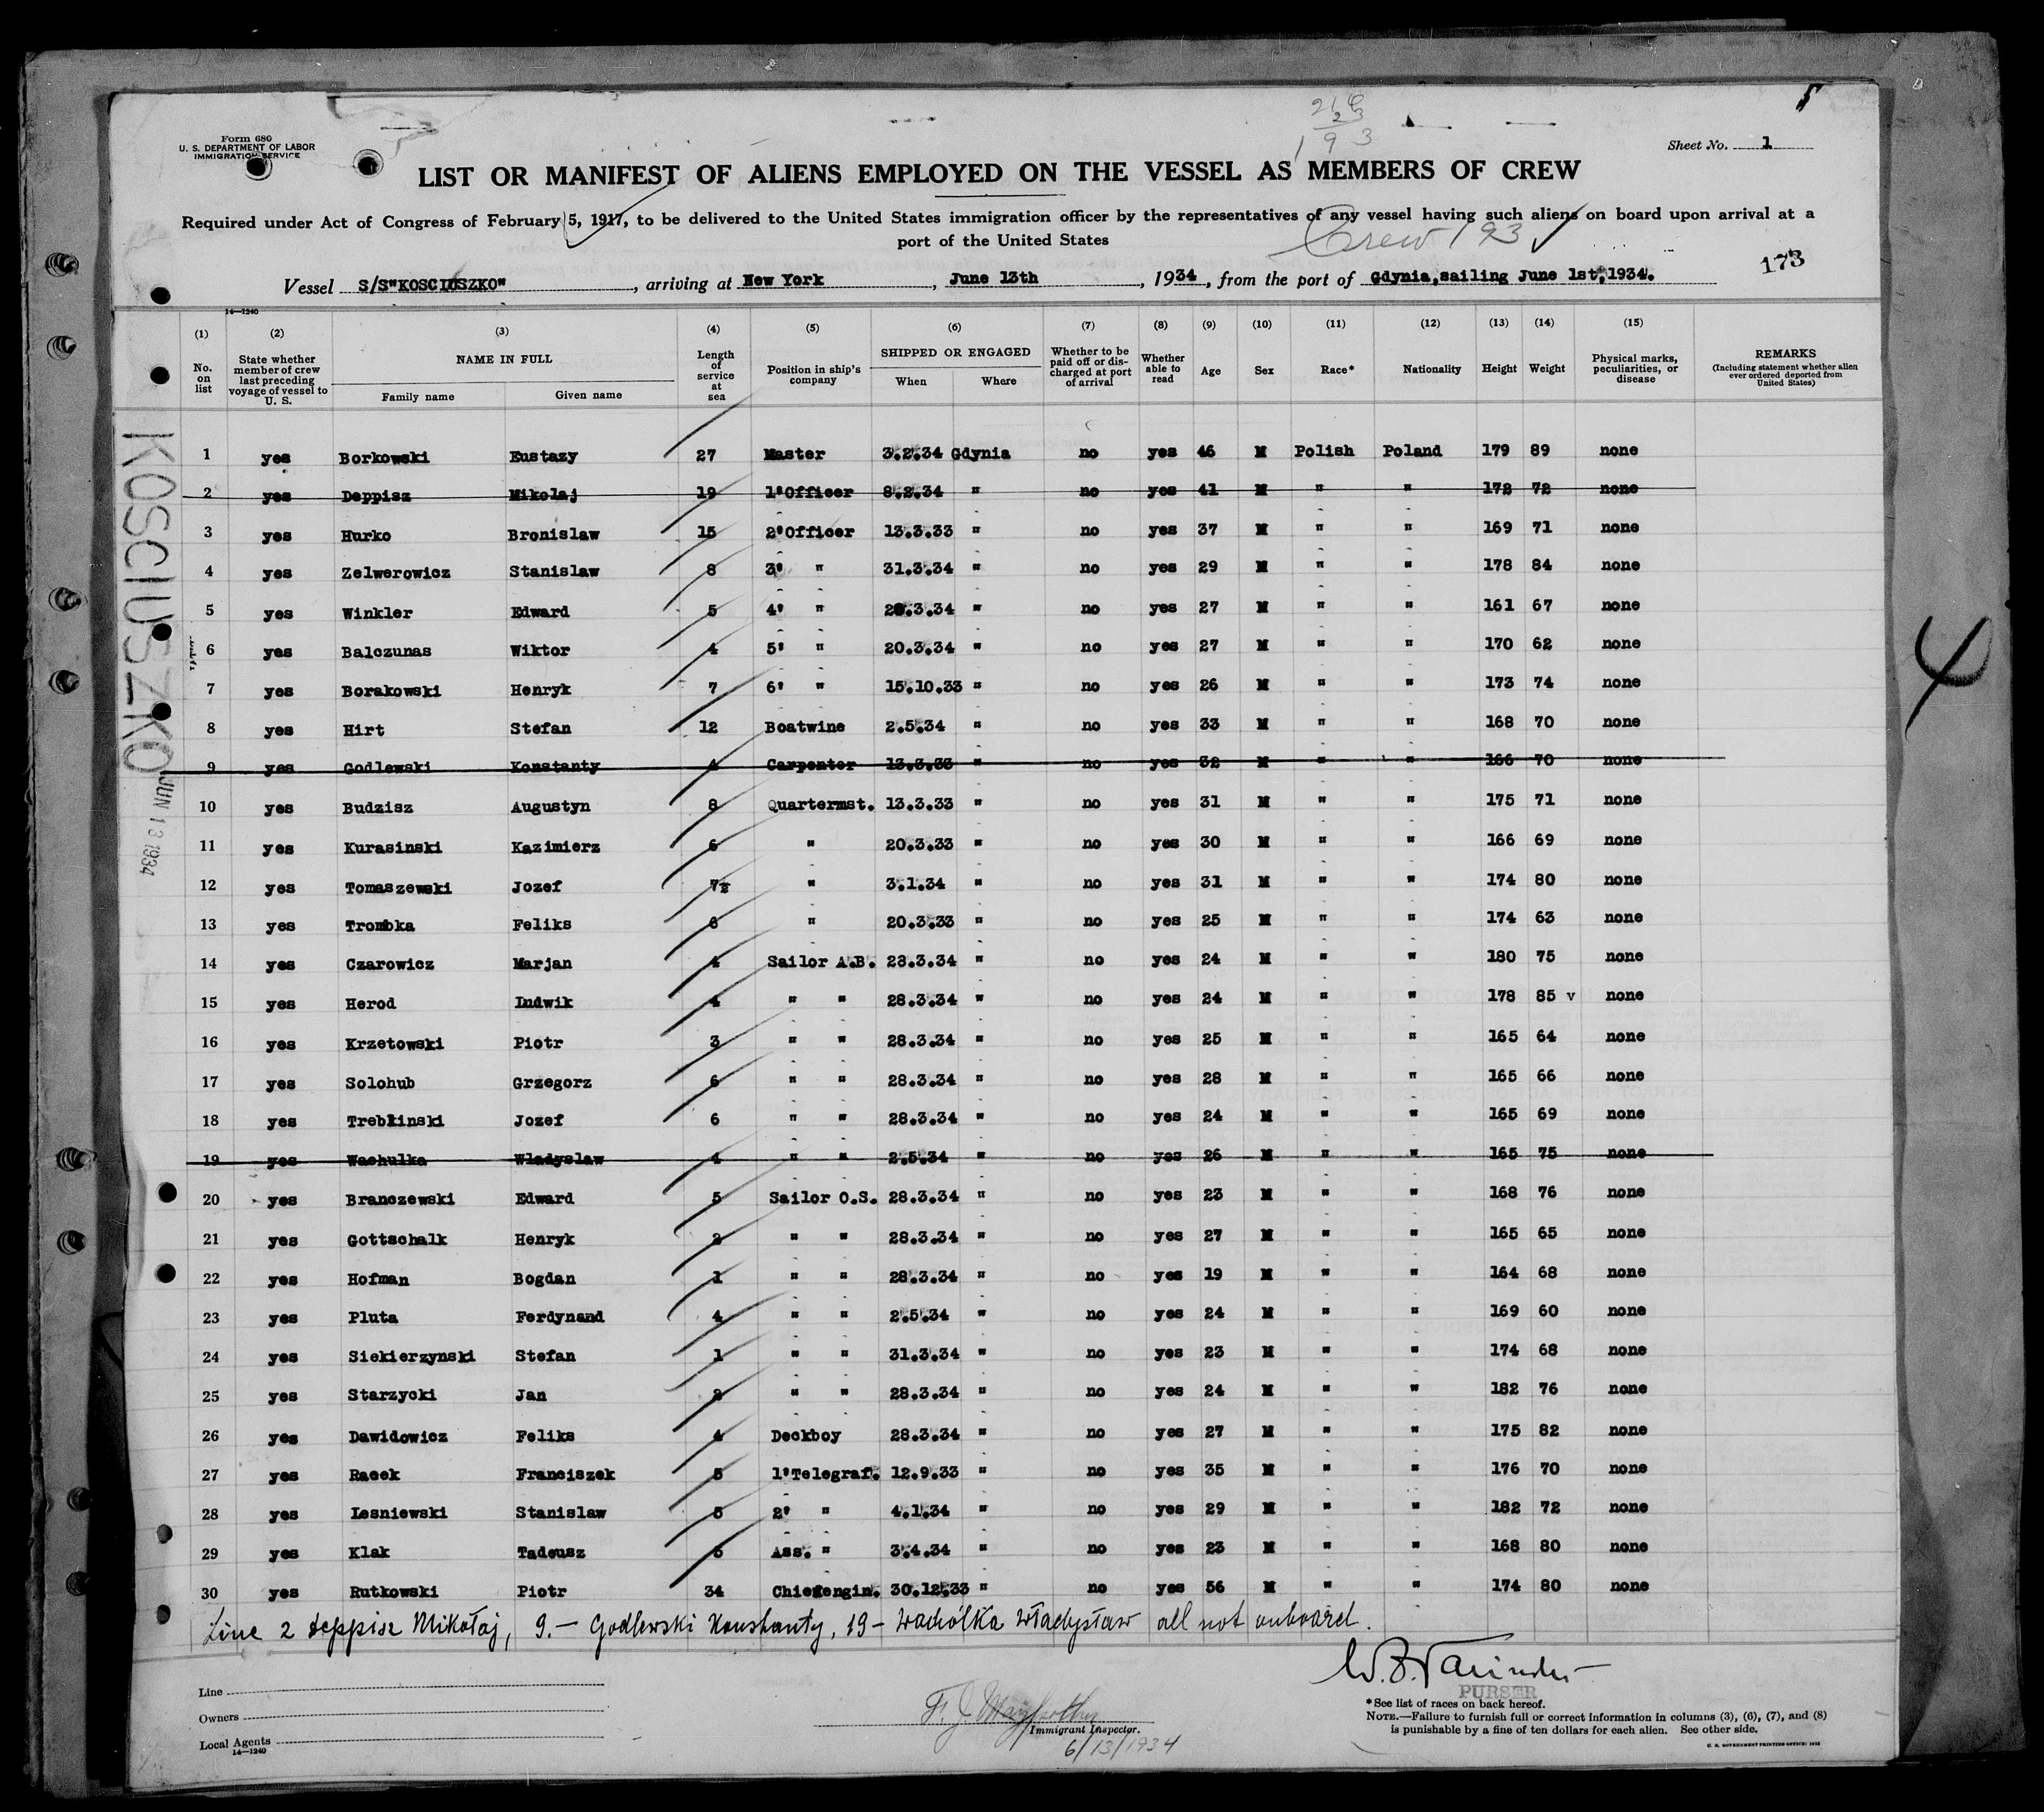 5
Form 680
U. S. DEPARTMENT OF LABOR
IMMIGRATION SERVICE
193
Sheet No. 1
LIST OR MANIFEST OF ALIENS EMPLOYED ON THE VESSEL AS MEMBERS OF CREW
Required under Act of Congress of February 5, 1917, to be delivered to the United States immigration officer by the representatives of any vessel having such aliens on board upon arrival at a
port of the United States
Crew 193
173
Vessel S/S"KOSCIUSZKO", arriving at New York, June 13th, 1934, from the port of Gdynia,sailing June 1st,1934.
14—1240
(1) (2) (3) (4) (5) (6) (7) (8) (9) (10) (11) (12) (13) (14) (15)
No. on list State whether member of crew last preceding voyage of vessel to U. S. NAME IN FULL Family name Given name Length of service at sea Position in ship's company SHIPPED OR ENGAGED When Where Whether to be paid off or discharged at port of arrival Whether able to read Age Sex Race* Nationality Height Weight Physical marks, peculiarities, or disease REMARKS (Including statement whether alien ever ordered deported from United States)
1 yes Borkowski Eustazy 27 Master 3.2.34 Gdynia no yes 46 M Polish Poland 179 89 none
2 yes Deppisz Mikolaj 19 1'Officer 8.2.34 " no yes 41 M " " 172 72 none
3 yes Hurko Bronislaw 15 2'Officer 13.3.33 " no yes 37 M " " 169 71 none
4 yes Zelwerowicz Stanislaw 8 3' " 31.3.34 " no yes 29 M " " 178 84 none
5 yes Winkler Edward 5 4' " 28.3.34 " no yes 27 M " " 161 67 none
6 yes Balczunas Wiktor 4 5' " 20.3.34 " no yes 27 M " " 170 62 none
7 yes Borakowski Henryk 7 6' " 15.10.33 " no yes 26 M " " 173 74 none
8 yes Hirt Stefan 12 Boatwine 2.5.34 " no yes 33 M " " 168 70 none
9 yes Godlewski Konstanty 4 Carpenter 13.3.33 " no yes 32 M " " 166 70 none
10 yes Budzisz Augustyn 8 Quartermst. 13.3.33 " no yes 31 M " " 175 71 none
11 yes Kurasinski Kazimierz 6 " 20.3.33 " no yes 30 M " " 166 69 none
12 yes Tomaszewski Jozef 7½ " 3.1.34 " no yes 31 M " " 174 80 none
13 yes Trombka Feliks 6 " 20.3.33 " no yes 25 M " " 174 63 none
14 yes Czarowicz Marjan 4 Sailor A.B. 28.3.34 " no yes 24 M " " 180 75 none
15 yes Herod Ludwik 4 " " 28.3.34 " no yes 24 M " " 178 85 v none
16 yes Krzetowski Piotr 3 " " 28.3.34 " no yes 25 M " " 165 64 none
17 yes Solohub Grzegorz 6 " " 28.3.34 " no yes 28 M " " 165 66 none
18 yes Treblinski Jozef 6 " " 28.3.34 " no yes 24 M " " 165 69 none
19 yes Wachulka Wladyslaw 4 " " 2.5.34 " no yes 26 M " " 165 75 none
20 yes Branczewski Edward 5 Sailor O.S. 28.3.34 " no yes 23 M " " 168 76 none
21 yes Gottschalk Henryk 2 " " 28.3.34 " no yes 27 M " " 165 65 none
22 yes Hofman Bogdan 1 " " 28.3.34 " no yes 19 M " " 164 68 none
23 yes Pluta Ferdynand 4 " " 2.5.34 " no yes 24 M " " 169 60 none
24 yes Siekierzynski Stefan 1 " " 31.3.34 " no yes 23 M " " 174 68 none
25 yes Starzycki Jan " " 28.3.34 " no yes 24 M " " 182 76 none
26 yes Dawidowicz Feliks 4 Deckboy 28.3.34 " no yes 27 M " " 175 82 none
27 yes Racek Franciszek 5 1'Telegraf. 12.9.33 " no yes 35 M " " 176 70 none
28 yes Lesniewski Stanislaw 5 2' " 4.1.34 " no yes 29 M " " 182 72 none
29 yes Klak Tadeusz 5 Ass. " 3.4.34 " no yes 23 M " " 168 80 none
30 yes Rutkowski Piotr 34 Chiefengin. 30.12.33 " no yes 56 M " " 174 80 none
Line 2 Deppisz Mikołaj, 9.— Godlewski Konstanty, 19 – Wachólka Władysław all not onboard.
KOSCIUSZKO
JUN 13 1934
4
PURSER
Line
Owners
Local Agents
14—1240
Immigrant Inspector.
6/13/1934
*See list of races on back hereof.
NOTE.—Failure to furnish full or correct information in columns (3), (6), (7), and (8)
is punishable by a fine of ten dollars for each alien. See other side.
U. S. GOVERNMENT PRINTING OFFICE: 1932